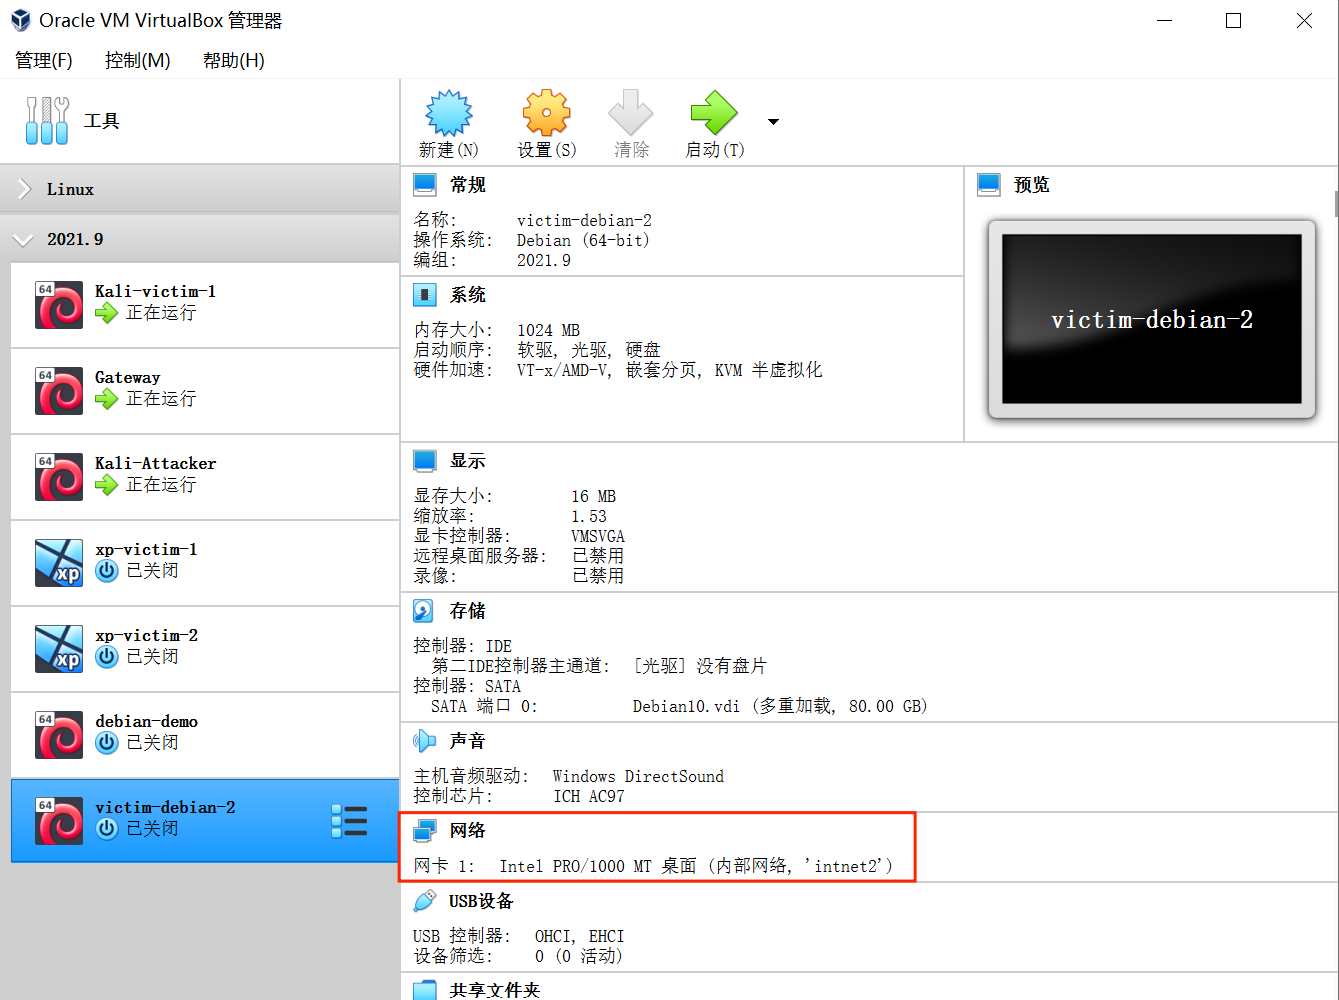 Oracle VM VirtualBox 管理器
管理(F) 控制(M) 帮助(H)
工具
新建(N) 设置(S) 清除 启动(T)
Linux
2021.9
64
Kali-victim-1
正在运行
64
Gateway
正在运行
64
Kali-Attacker
正在运行
xp
xp-victim-1
已关闭
xp
xp-victim-2
已关闭
64
debian-demo
已关闭
64
victim-debian-2
已关闭
常规
名称: victim-debian-2
操作系统: Debian (64-bit)
编组: 2021.9
系统
内存大小: 1024 MB
启动顺序: 软驱, 光驱, 硬盘
硬件加速: VT-x/AMD-V, 嵌套分页, KVM 半虚拟化
预览
victim-debian-2
显示
显存大小: 16 MB
缩放率: 1.53
显卡控制器: VMSVGA
远程桌面服务器: 已禁用
录像: 已禁用
存储
控制器: IDE
第二IDE控制器主通道: [光驱] 没有盘片
控制器: SATA
SATA 端口 0: Debian10.vdi (多重加载, 80.00 GB)
声音
主机音频驱动: Windows DirectSound
控制芯片: ICH AC97
网络
网卡 1: Intel PRO/1000 MT 桌面 (内部网络, 'intnet2')
USB设备
USB 控制器: OHCI, EHCI
设备筛选: 0 (0 活动)
共享文件夹